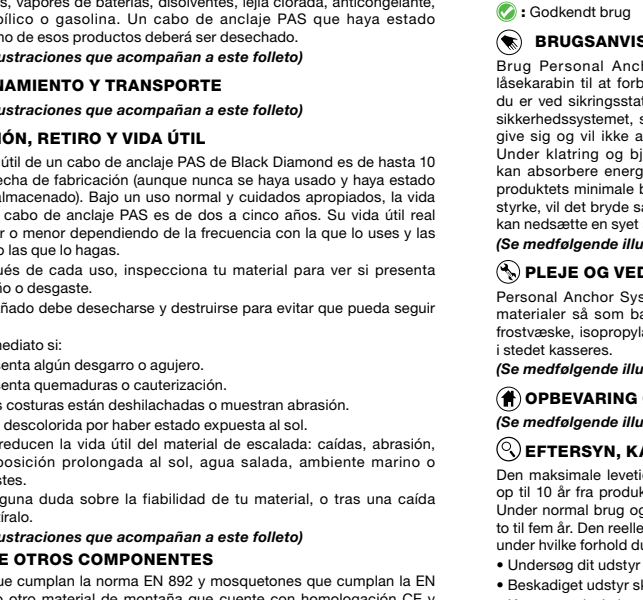 s, vapores de baterías, disolventes, lejía clorada, anticongelante,
pílico o gasolina. Un cabo de anclaje PAS que haya estado
no de esos productos deberá ser desechado.
ustraciones que acompañan a este folleto)
NAMIENTO Y TRANSPORTE
ustraciones que acompañan a este folleto)
IÓN, RETIRO Y VIDA ÚTIL
útil de un cabo de anclaje PAS de Black Diamond es de hasta 10
echa de fabricación (aunque nunca se haya usado y haya estado
almacenado). Bajo un uso normal y cuidados apropiados, la vida
cabo de anclaje PAS es de dos a cinco años. Su vida útil real
r o menor dependiendo de la frecuencia con la que lo uses y las
o las que lo hagas.
ués de cada uso, inspecciona tu material para ver si presenta
ño o desgaste.
ñado debe desecharse y destruirse para evitar que pueda seguir
mediato si:
enta algún desgarro o agujero.
senta quemaduras o cauterización.
s costuras están deshilachadas o muestran abrasión.
descolorida por haber estado expuesta al sol.
reducen la vida útil del material de escalada: caídas, abrasión,
posición prolongada al sol, agua salada, ambiente marino o
stes.
guna duda sobre la fiabilidad de tu material, o tras una caída
tíralo.
ustraciones que acompañan a este folleto)
E OTROS COMPONENTES
ue cumplan la norma EN 892 y mosquetones que cumplan la EN
o otro material de montaña que cuente con homologación CE y
: Godkendt brug
BRUGSANVIS
Brug Personal Anch
låsekarabin til at forb
du er ved sikringsstat
sikkerhedssystemet, s
give sig og vil ikke a
Under klatring og bj
kan absorbere energ
produktets minimale b
styrke, vil det bryde sa
kan nedsætte en syet
(Se medfølgende illu
PLEJE OG VED
Personal Anchor Sys
materialer så som ba
frostvæske, isopropyla
i stedet kasseres.
(Se medfølgende illu
OPBEVARING
(Se medfølgende illu
EFTERSYN, KA
Den maksimale leveti
op til 10 år fra produk
Under normal brug og
to til fem år. Den reelle
under hvilke forhold du
• Undersøg dit udstyr
• Beskadiget udstyr sk